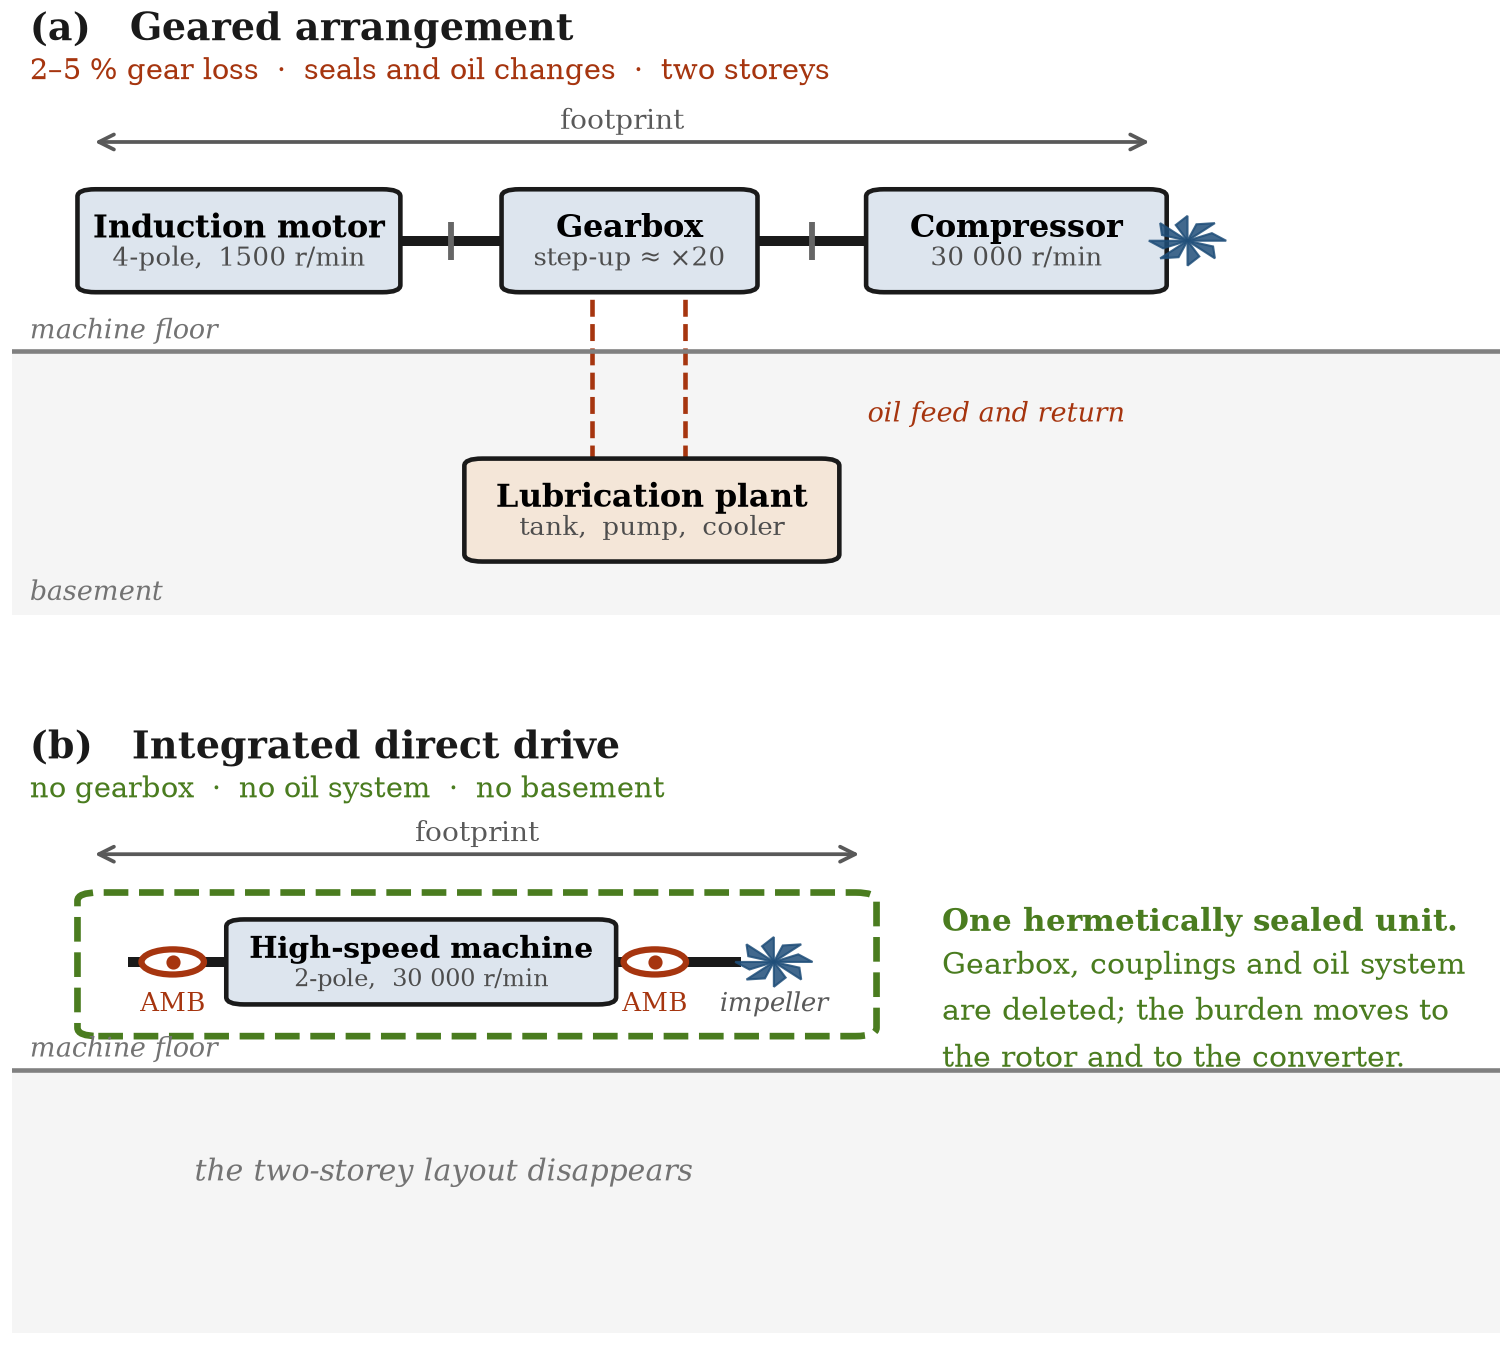 (a) Geared arrangement
2–5 % gear loss · seals and oil changes · two storeys
footprint
Induction motor
4-pole, 1500 r/min
Gearbox
step-up ≈ ×20
Compressor
30 000 r/min
machine floor
oil feed and return
Lubrication plant
tank, pump, cooler
basement
(b) Integrated direct drive
no gearbox · no oil system · no basement
footprint
High-speed machine
2-pole, 30 000 r/min
AMB
AMB
impeller
machine floor
One hermetically sealed unit.
Gearbox, couplings and oil system
are deleted; the burden moves to
the rotor and to the converter.
the two-storey layout disappears